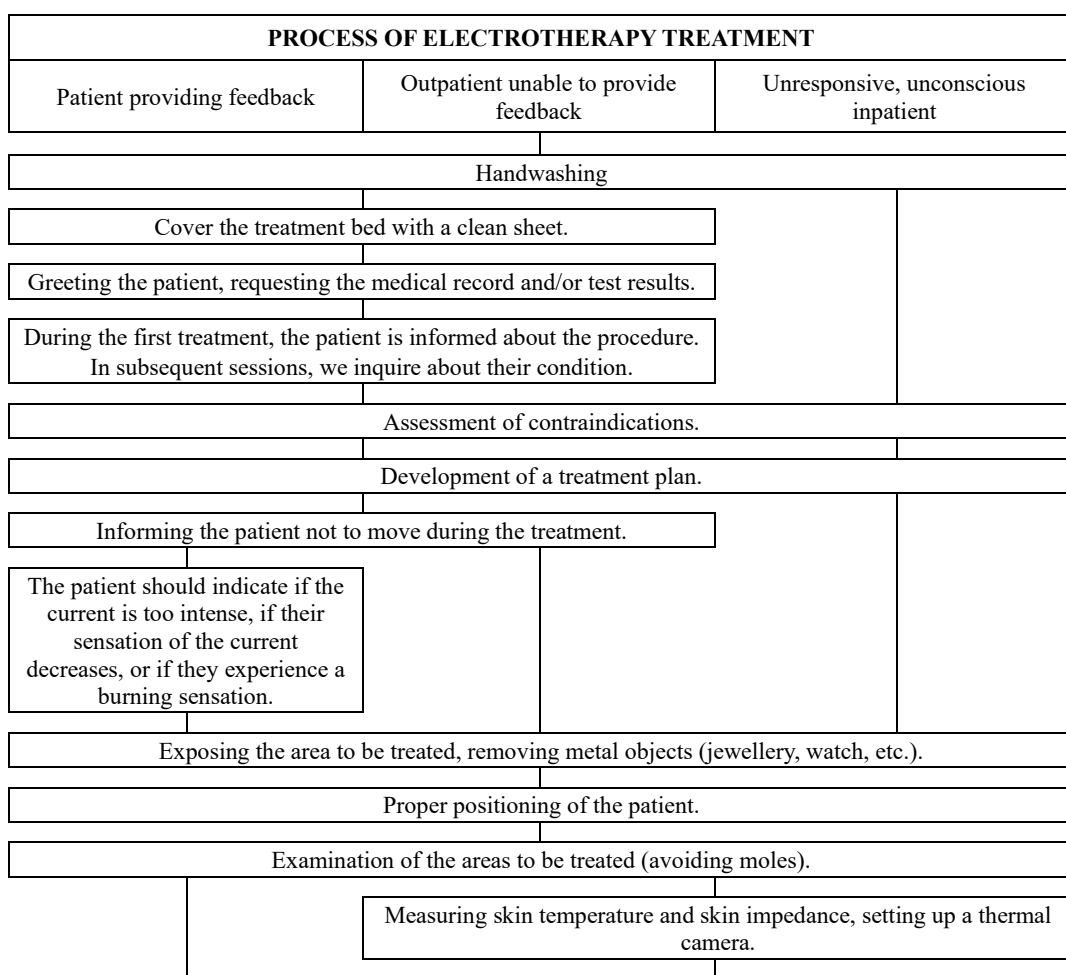 PROCESS OF ELECTROTHERAPY TREATMENT
Patient providing feedback
Outpatient unable to provide
feedback
Unresponsive, unconscious
inpatient
Handwashing
Cover the treatment bed with a clean sheet.
Greeting the patient, requesting the medical record and/or test results.
During the first treatment, the patient is informed about the procedure.
In subsequent sessions, we inquire about their condition.
Assessment of contraindications.
Development of a treatment plan.
Informing the patient not to move during the treatment.
The patient should indicate if the
current is too intense, if their
sensation of the current
decreases, or if they experience a
burning sensation.
Exposing the area to be treated, removing metal objects (jewellery, watch, etc.).
Proper positioning of the patient.
Examination of the areas to be treated (avoiding moles).
Measuring skin temperature and skin impedance, setting up a thermal
camera.